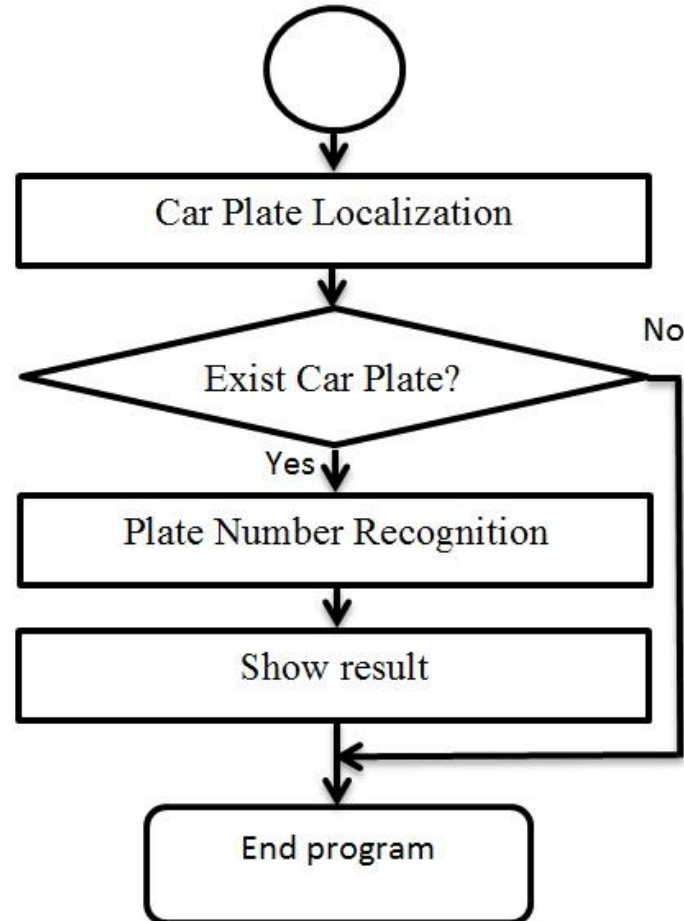 Car Plate Localization
Exist Car Plate?
No
Yes
Plate Number Recognition
Show result
End program